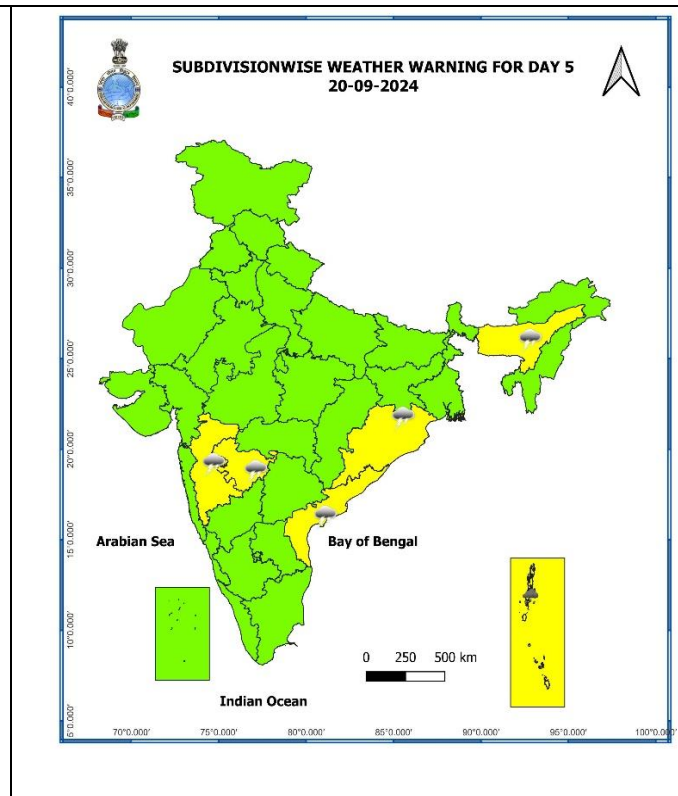 SUBDIVISIONWISE WEATHER WARNING FOR DAY 5
20-09-2024
40°0.000'
35°0.000'
30°0.000'
25°0.000'
20°0.000'
15°0.000'
10°0.000'
5°0.000'
Arabian Sea
Bay of Bengal
0 250 500 km
Indian Ocean
70°0.000' 75°0.000' 80°0.000' 85°0.000' 90°0.000' 95°0.000' 100°0.000'